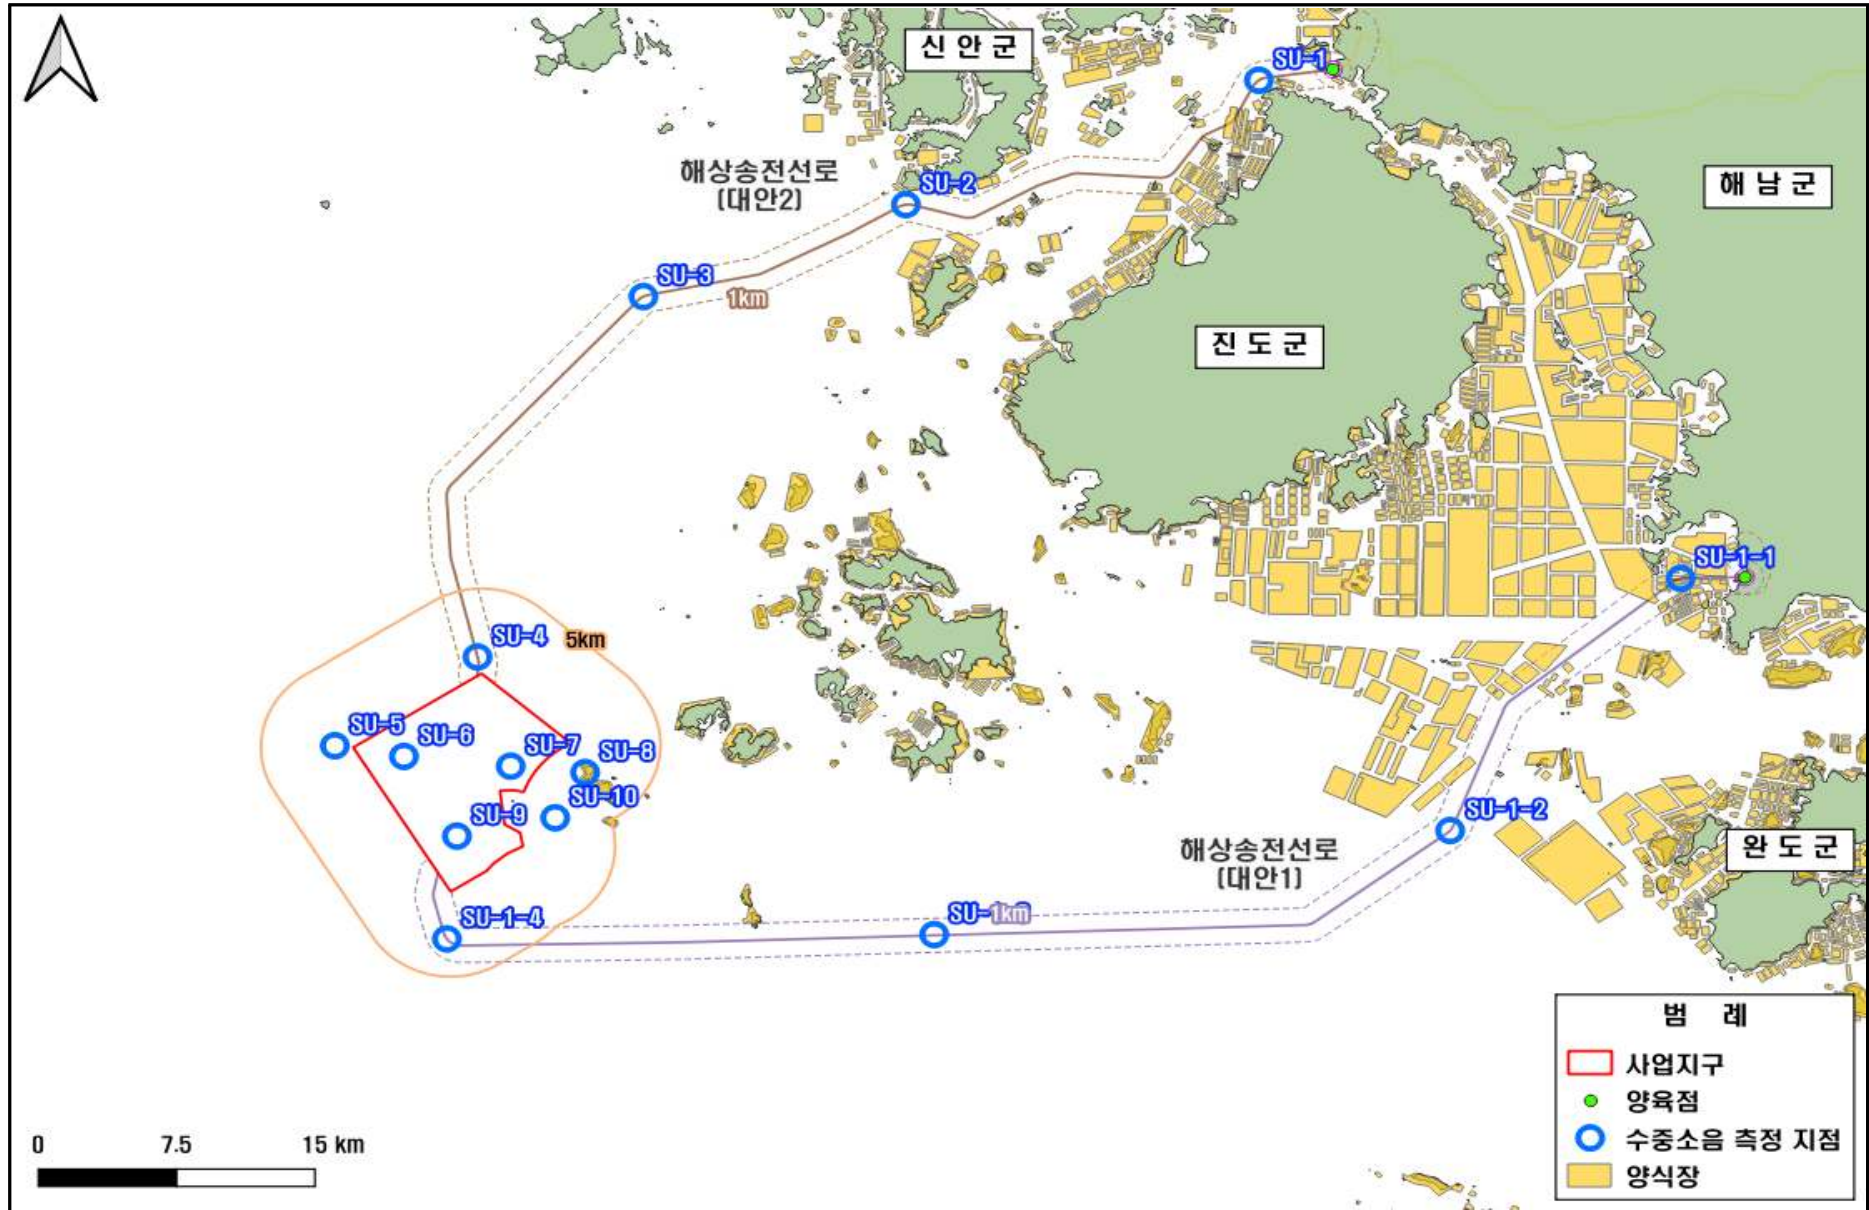 신 안 군
SU-1
해상송전선로
(대안2)
SU-2
해 남 군
SU-3
1km
진 도 군
SU-1-1
SU-4
5km
SU-5
SU-6
SU-7
SU-8
SU-10
SU-9
SU-1-2
해상송전선로
(대안1)
완 도 군
SU-1-4
SU-
1km
범 례
사업지구
양육점
수중소음 측정 지점
양식장
0 7.5 15 km